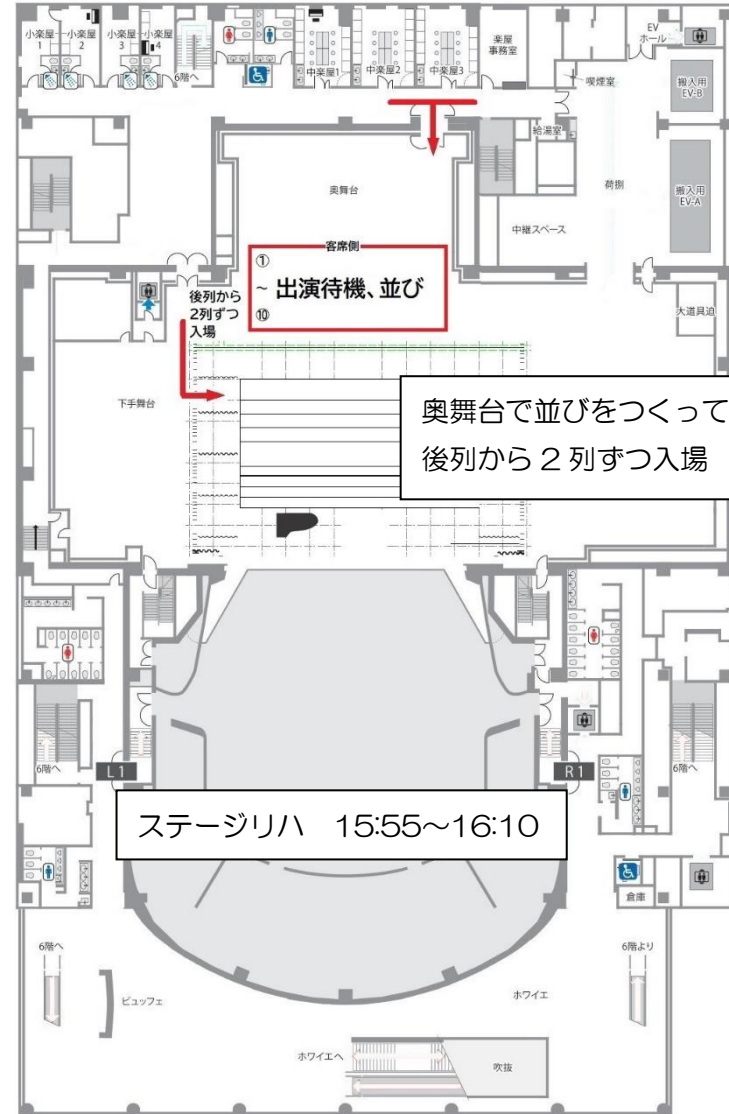 小楽屋
1
小楽屋
2
小楽屋
3
小楽屋
4
6階へ
中楽屋1
中楽屋2
中楽屋3
楽屋
事務室
EV
ホール
喫煙室
搬入用
EV-B
給湯室
荷捌
搬入用
EV-A
奥舞台
中継スペース
客席側
①
~ 出演待機、並び
⑩
後列から
2列ずつ
入場
大道具迫
下手舞台
奥舞台で並びをつくって
後列から2列ずつ入場
6階へ
L1
R1
6階へ
ステージリハ 15:55~16:10
倉庫
6階へ
6階より
ビュッフェ
ホワイエ
ホワイエへ
吹抜